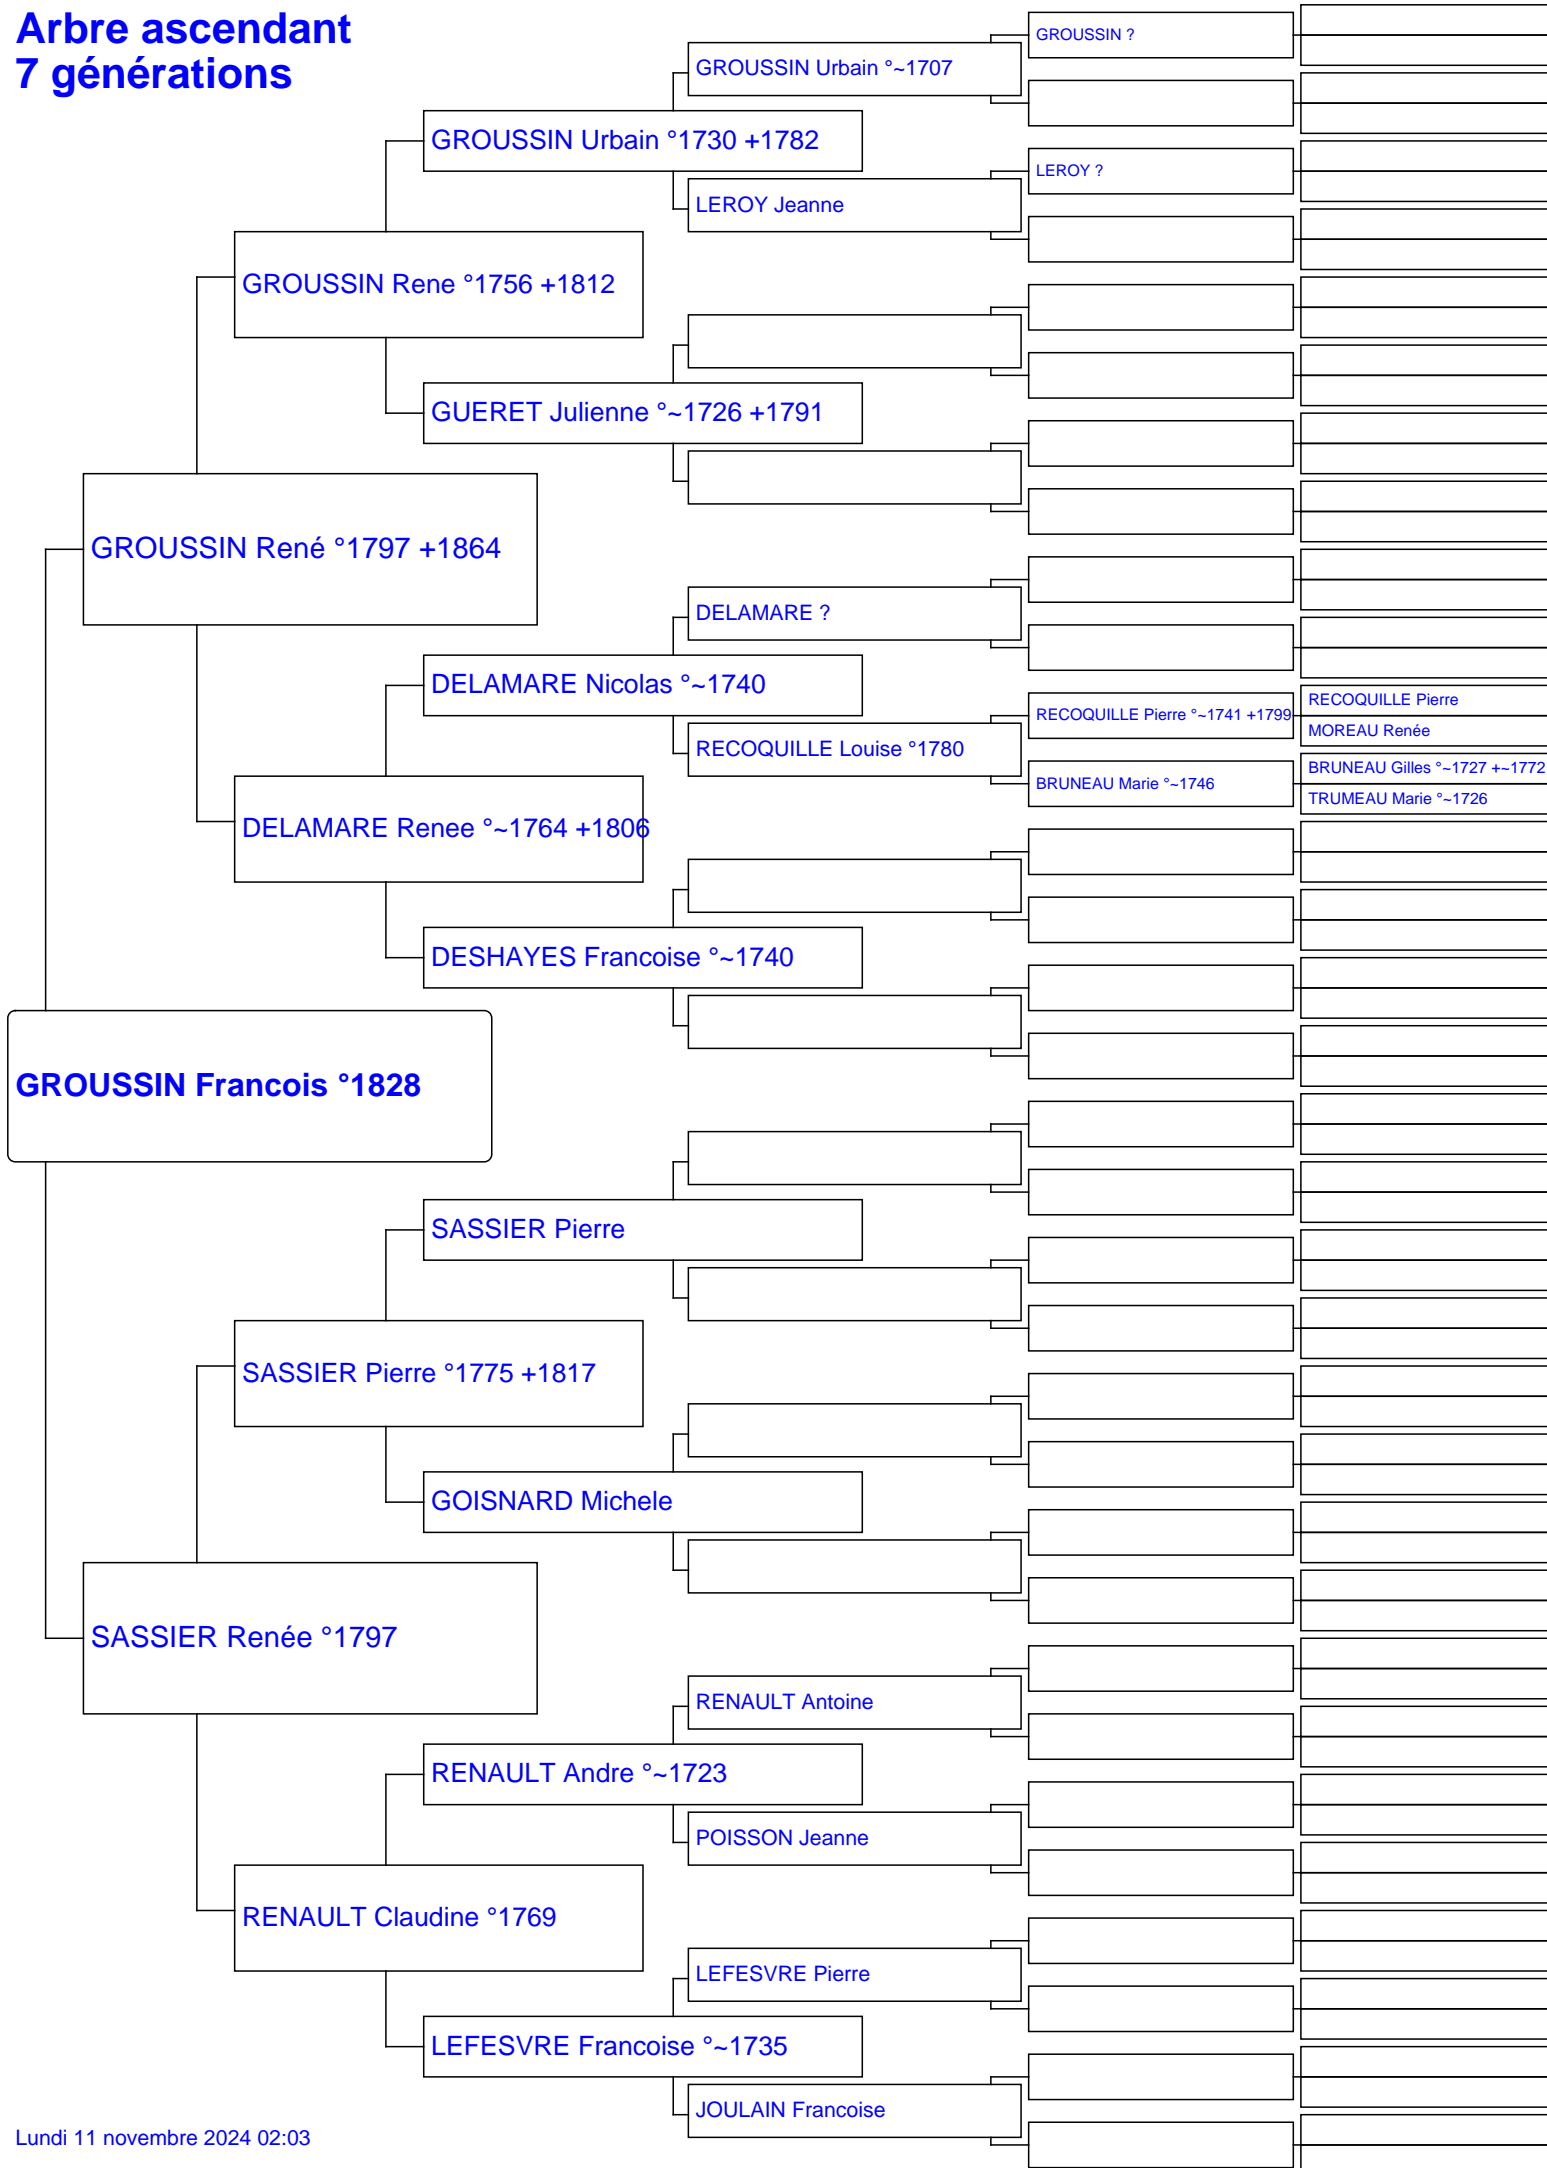 Arbre ascendant
7 générations
GROUSSIN ?
GROUSSIN Urbain °~1707
GROUSSIN Urbain °1730 +1782
LEROY ?
LEROY Jeanne
GROUSSIN Rene °1756 +1812
GUERET Julienne °~1726 +1791
GROUSSIN René °1797 +1864
DELAMARE ?
DELAMARE Nicolas °~1740
RECOQUILLE Pierre
RECOQUILLE Pierre °~1741 +1799
MOREAU Renée
RECOQUILLE Louise °1780
BRUNEAU Gilles °~1727 +~1772
BRUNEAU Marie °~1746
TRUMEAU Marie °~1726
DELAMARE Renee °~1764 +1806
DESHAYES Francoise °~1740
GROUSSIN Francois °1828
SASSIER Pierre
SASSIER Pierre °1775 +1817
GOISNARD Michele
SASSIER Renée °1797
RENAULT Antoine
RENAULT Andre °~1723
POISSON Jeanne
RENAULT Claudine °1769
LEFESVRE Pierre
LEFESVRE Francoise °~1735
JOULAIN Francoise
Lundi 11 novembre 2024 02:03